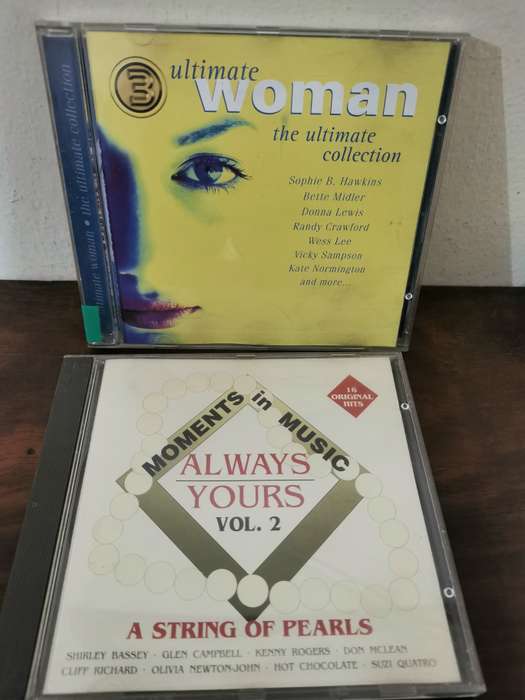 ultimate
woman
the ultimate
collection
Sophie B. Hawkins
Bette Midler
Donna Lewis
Randy Crawford
Wess Lee
Vicky Sampson
Kate Normington
and more...
ultimate woman • the ultimate collection
16
ORIGINAL
HITS
MOMENTS in MUSIC
ALWAYS
YOURS
VOL. 2
A STRING OF PEARLS
SHIRLEY BASSEY · GLEN CAMPBELL · KENNY ROGERS · DON MCLEAN
CLIFF RICHARD · OLIVIA NEWTON-JOHN · HOT CHOCOLATE · SUZI QUATRO